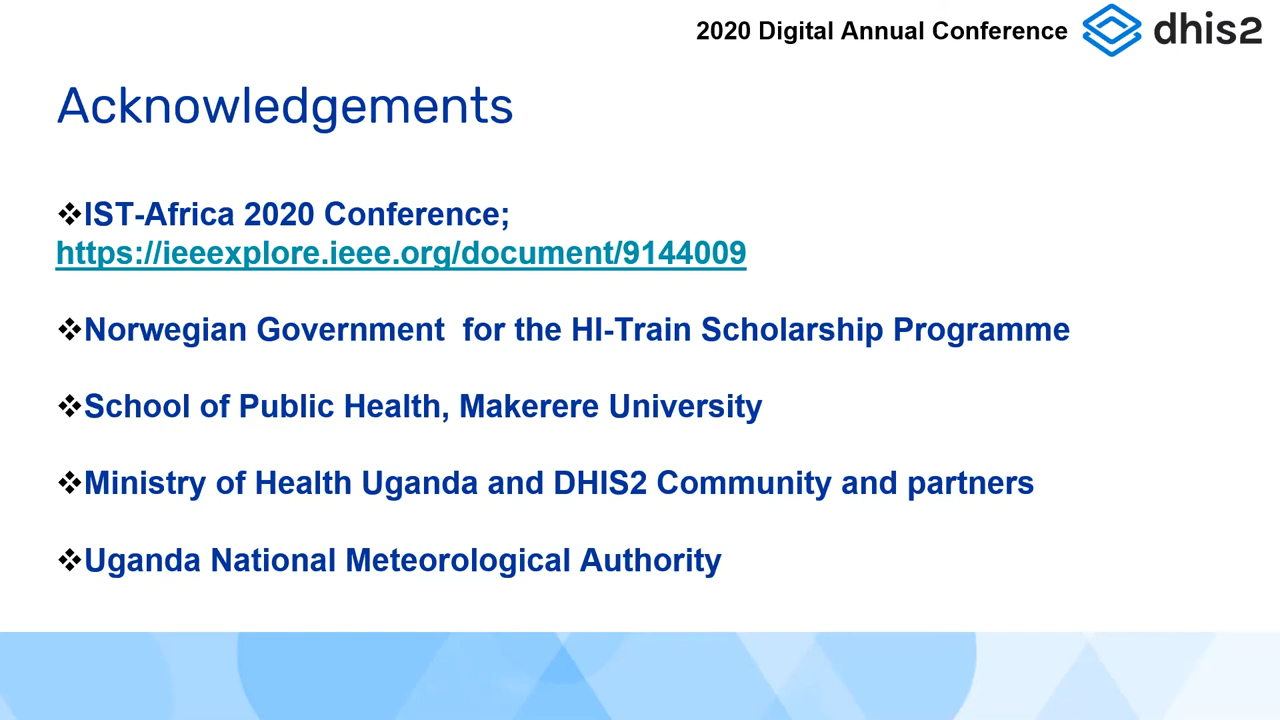 2020 Digital Annual Conference dhis2
Acknowledgements
❖IST-Africa 2020 Conference;
https://ieeexplore.ieee.org/document/9144009
❖Norwegian Government  for the HI-Train Scholarship Programme
❖School of Public Health, Makerere University
❖Ministry of Health Uganda and DHIS2 Community and partners
❖Uganda National Meteorological Authority